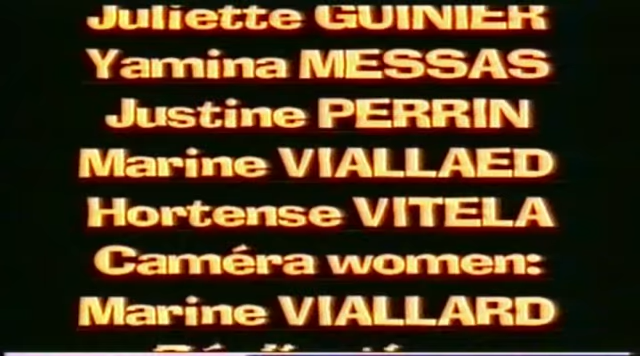 Juliette GUINIER
Yamina MESSAS
Justine PERRIN
Marine VIALLAED
Hortense VITELA
Caméra women:
Marine VIALLARD